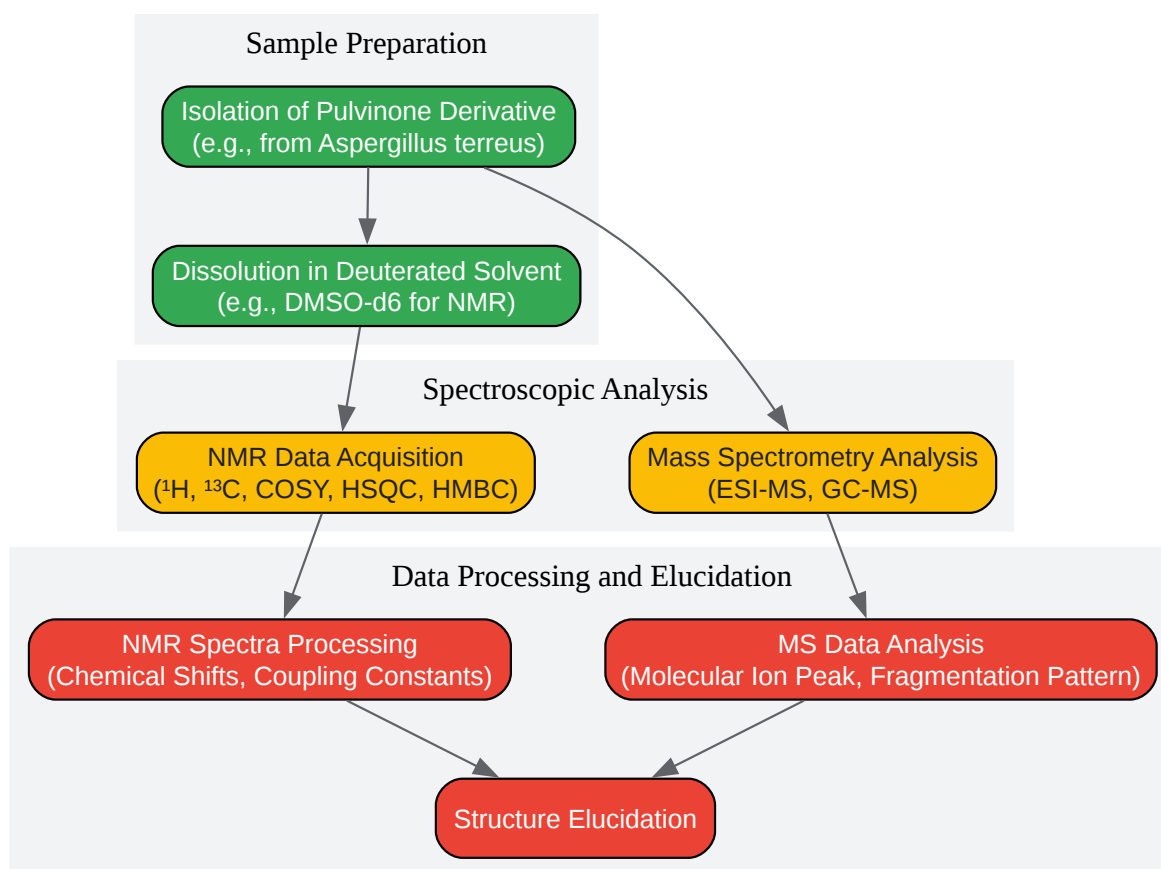 Sample Preparation
Isolation of Pulvinone Derivative
(e.g., from Aspergillus terreus)
Dissolution in Deuterated Solvent
(e.g., DMSO-d6 for NMR)
Spectroscopic Analysis
NMR Data Acquisition
(¹H, ¹³C, COSY, HSQC, HMBC)
Mass Spectrometry Analysis
(ESI-MS, GC-MS)
Data Processing and Elucidation
NMR Spectra Processing
(Chemical Shifts, Coupling Constants)
MS Data Analysis
(Molecular Ion Peak, Fragmentation Pattern)
Structure Elucidation